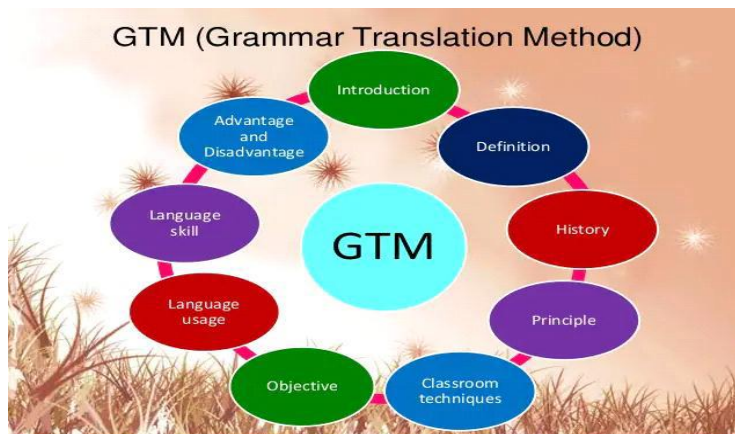 GTM (Grammar Translation Method)
Introduction
Definition
History
Principle
Classroom
techniques
Objective
Language
usage
Language
skill
Advantage
and
Disadvantage
GTM